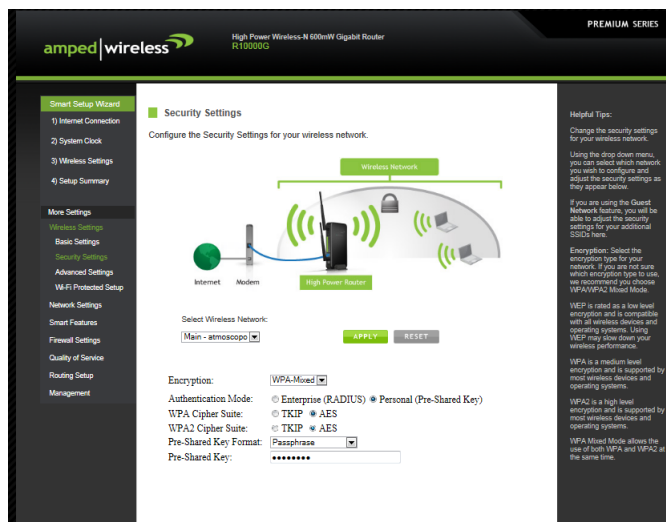 PREMIUM SERIES
amped wireless
High Power Wireless-N 600mW Gigabit Router
R10000G
Smart Setup Wizard
1) Internet Connection
2) System Clock
3) Wireless Settings
4) Setup Summary
More Settings
Wireless Settings
Basic Settings
Security Settings
Advanced Settings
Wi-Fi Protected Setup
Network Settings
Smart Features
Firewall Settings
Quality of Service
Routing Setup
Management
Security Settings
Configure the Security Settings for your wireless network.
Wireless Network
Internet
Modem
High Power Router
Select Wireless Network:
Main - atmoscopo
APPLY
RESET
Encryption: WPA-Mixed
Authentication Mode: Enterprise (RADIUS) Personal (Pre-Shared Key)
WPA Cipher Suite: TKIP AES
WPA2 Cipher Suite: TKIP AES
Pre-Shared Key Format: Passphrase
Pre-Shared Key: ●●●●●●●●
Helpful Tips:
Change the security settings
for your wireless network.
Using the drop down menu,
you can select which network
you wish to configure and
adjust the security settings as
they appear below.
If you are using the Guest
Network feature, you will be
able to adjust the security
settings for your additional
SSIDs here.
Encryption: Select the
encryption type for your
network. If you are not sure
which encryption type to use,
we recommend you choose
WPA/WPA2 Mixed Mode.
WEP is rated as a low level
encryption and is compatible
with all wireless devices and
operating systems. Using
WEP may slow down your
wireless performance.
WPA is a medium level
encryption and is supported by
most wireless devices and
operating systems.
WPA2 is a high level
encryption and is supported by
most wireless devices and
operating systems.
WPA Mixed Mode allows the
use of both WPA and WPA2 at
the same time.